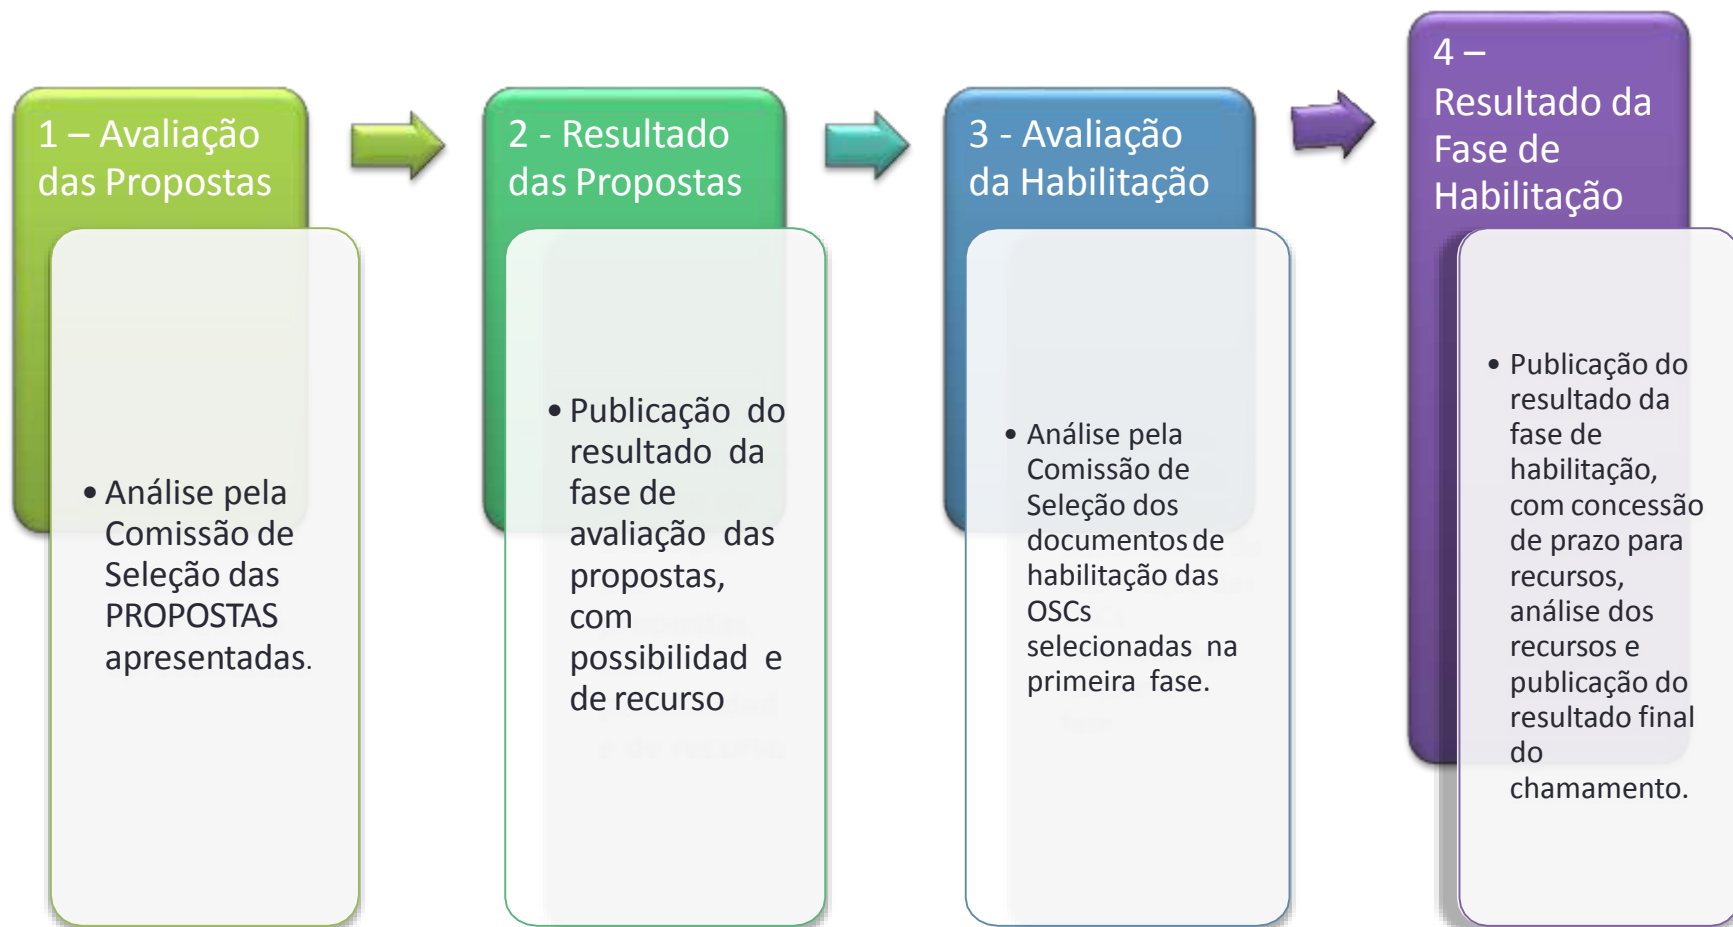 1 – Avaliação
das Propostas
• Análise pela
Comissão de
Seleção das
PROPOSTAS
apresentadas.
2 - Resultado
das Propostas
• Publicação do
resultado da
fase de
avaliação das
propostas,
com
possibilidad e
de recurso
3 - Avaliação
da Habilitação
• Análise pela
Comissão de
Seleção dos
documentos de
habilitação das
OSCs
selecionadas na
primeira fase.
4 –
Resultado da
Fase de
Habilitação
• Publicação do
resultado da
fase de
habilitação,
com concessão
de prazo para
recursos,
análise dos
recursos e
publicação do
resultado final
do
chamamento.